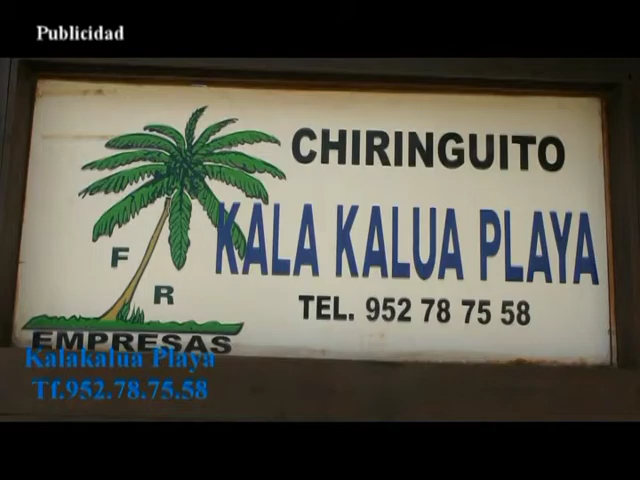 Publicidad
CHIRINGUITO
KALA KALUA PLAYA
TEL. 952 78 75 58
F
R
EMPRESAS
Kalakalua Playa
Tf.952.78.75.58